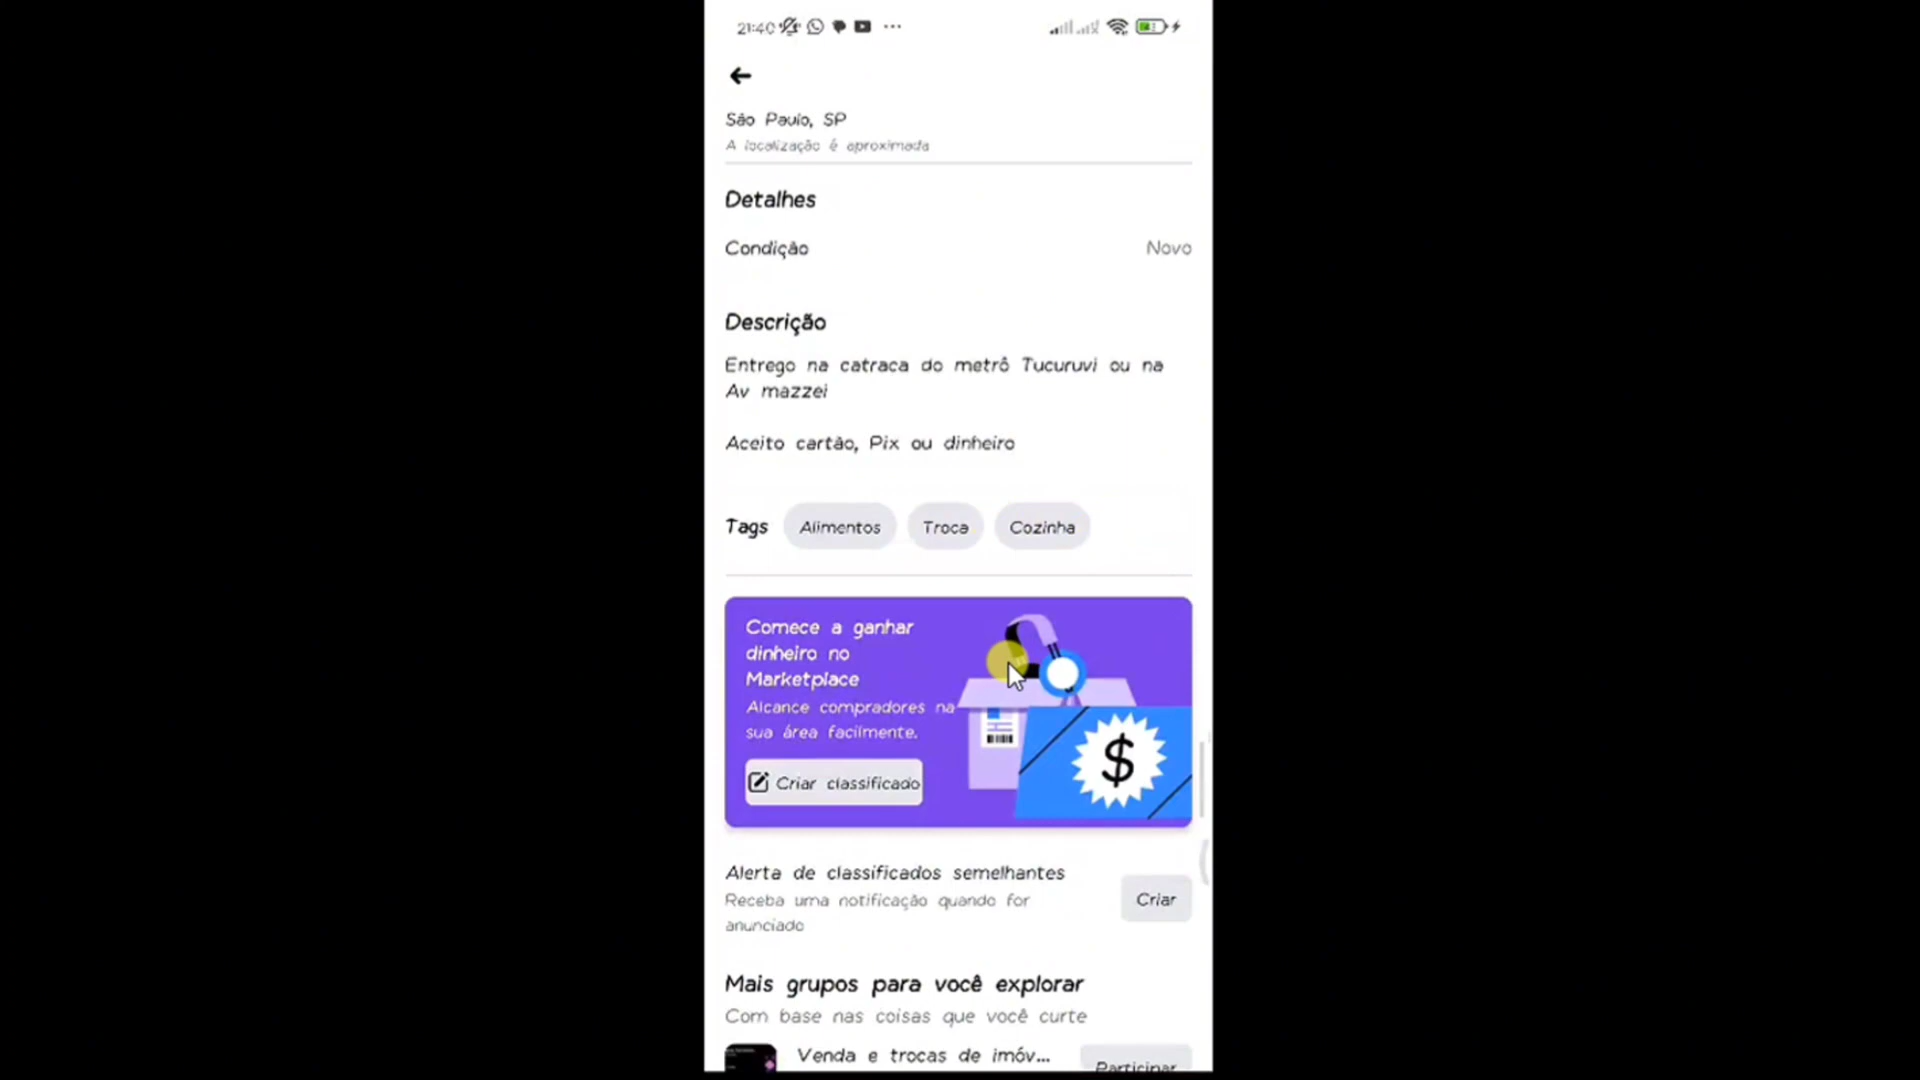 21:40
São Paulo, SP
A localização é aproximada
Detalhes
Condição Novo
Descrição
Entrego na catraca do metrô Tucuruvi ou na
Av mazzei
Aceito cartão, Pix ou dinheiro
Tags Alimentos Troca Cozinha
Comece a ganhar
dinheiro no
Marketplace
Alcance compradores na
sua área facilmente.
$
Criar classificado
Alerta de classificados semelhantes
Receba uma notificação quando for
anunciado
Criar
Mais grupos para você explorar
Com base nas coisas que você curte
Venda e trocas de imóv...
Participar